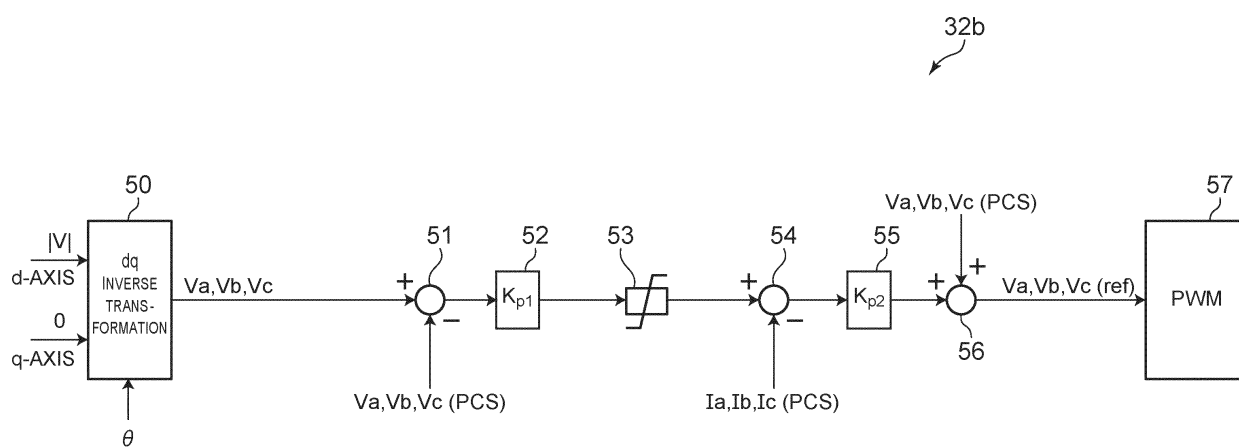 32b
50
57
Va,Vb,Vc (PCS)
51
52
53
54
55
|V|
d-AXIS
dq
INVERSE
TRANS-
FORMATION
Va,Vb,Vc
+
−
Kp1
+
−
Kp2
+
+
Va,Vb,Vc (ref)
PWM
0
q-AXIS
56
Va,Vb,Vc (PCS)
Ia,Ib,Ic (PCS)
θ